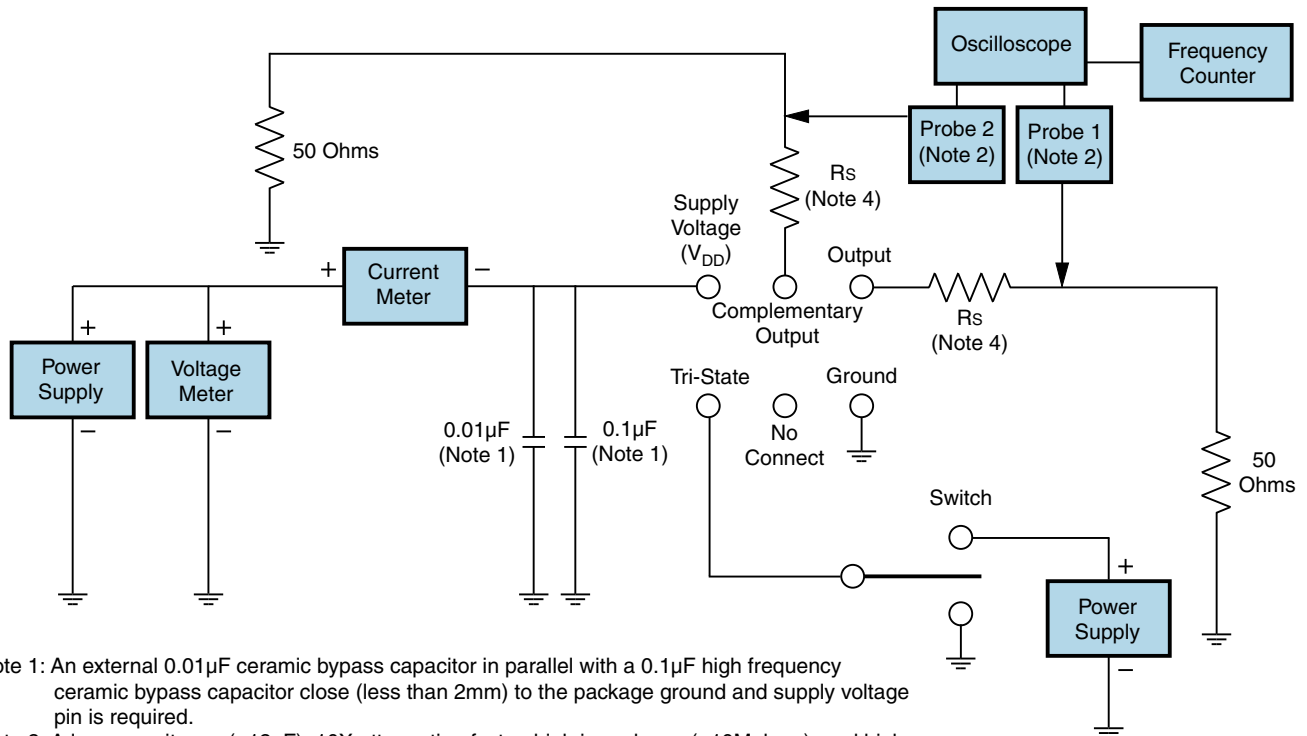 Oscilloscope
Frequency
Counter
Probe 2
(Note 2)
Probe 1
(Note 2)
50 Ohms
RS
(Note 4)
Supply
Voltage
(VDD)
Output
+
Current
Meter
−
Complementary
Output
RS
(Note 4)
+
Power
Supply
−
+
Voltage
Meter
−
Tri-State
Ground
0.01µF
(Note 1)
0.1µF
(Note 1)
No
Connect
50
Ohms
Switch
+
Power
Supply
−
ote 1: An external 0.01µF ceramic bypass capacitor in parallel with a 0.1µF high frequency
ceramic bypass capacitor close (less than 2mm) to the package ground and supply voltage
pin is required.